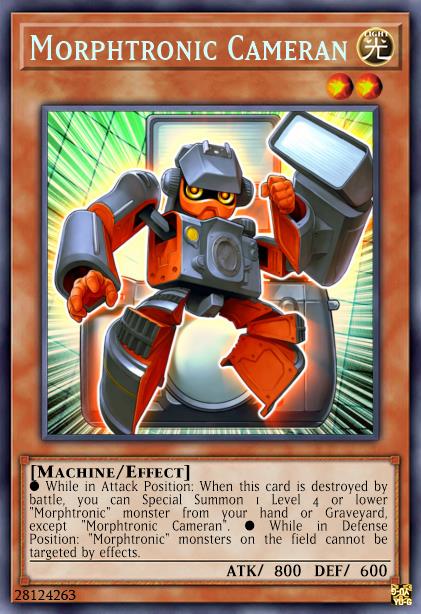 MORPHTRONIC CAMERAN
LIGHT
光
[MACHINE/EFFECT]
● While in Attack Position: When this card is destroyed by
battle, you can Special Summon 1 Level 4 or lower
"Morphtronic" monster from your hand or Graveyard,
except "Morphtronic Cameran". ● While in Defense
Position: "Morphtronic" monsters on the field cannot be
targeted by effects.
ATK/ 800 DEF/ 600
28124263